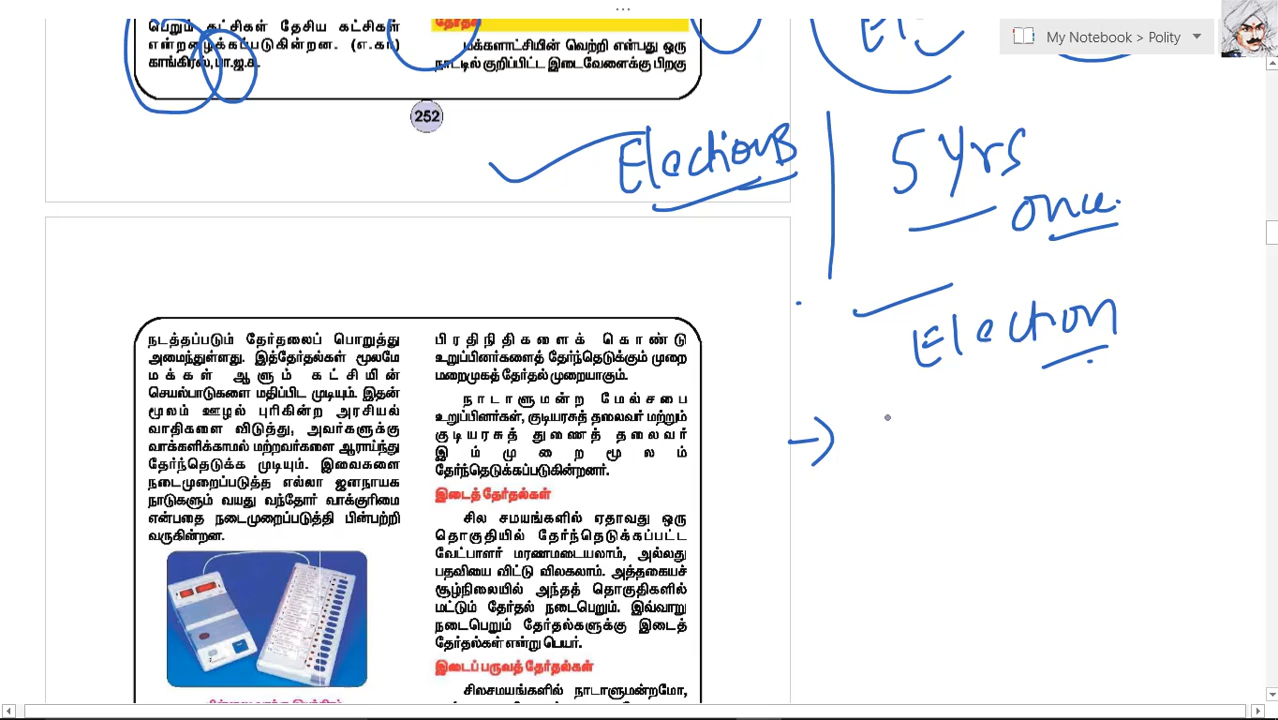 My Notebook > Polity
பெறும் கட்சிகள் தேசிய கட்சிகள்
என்றழைக்கப்படுகின்றன. (எ.கா)
காங்கிரஸ், பா.ஜ.க.
தேர்தல்
மக்களாட்சியின் வெற்றி என்பது ஒரு
நாட்டில் குறிப்பிட்ட இடைவேளைக்கு பிறகு
252
Elections
5 yrs
once.
Election
நடத்தப்படும் தேர்தலைப் பொறுத்து
அமைந்துள்ளது. இத்தேர்தல்கள் மூலமே
மக்கள் ஆளும் கட்சியின்
செயல்பாடுகளை மதிப்பிட முடியும். இதன்
மூலம் ஊழல் புரிகின்ற அரசியல்
வாதிகளை விடுத்து, அவர்களுக்கு
வாக்களிக்காமல் மற்றவர்களை ஆராய்ந்து
தேர்ந்தெடுக்க முடியும். இவைகளை
நடைமுறைப்படுத்த எல்லா ஜனநாயக
நாடுகளும் வயது வந்தோர் வாக்குரிமை
என்பதை நடைமுறைப்படுத்தி பின்பற்றி
வருகின்றன.
பிரதிநிதிகளைக் கொண்டு
உறுப்பினர்களைத் தேர்ந்தெடுக்கும் முறை
மறைமுகத் தேர்தல் முறையாகும்.
நாடாளுமன்ற மேல்சபை
உறுப்பினர்கள், குடியரசுத் தலைவர் மற்றும்
குடியரசுத் துணைத் தலைவர்
இம்முறை மூலம்
தேர்ந்தெடுக்கப்படுகின்றனர்.
இடைத் தேர்தல்கள்
சில சமயங்களில் ஏதாவது ஒரு
தொகுதியில் தேர்ந்தெடுக்கப்பட்ட
வேட்பாளர் மரணமடையலாம், அல்லது
பதவியை விட்டு விலகலாம். அத்தகையச்
சூழ்நிலையில் அந்தத் தொகுதிகளில்
மட்டும் தேர்தல் நடைபெறும். இவ்வாறு
நடைபெறும் தேர்தல்களுக்கு இடைத்
தேர்தல்கள் என்று பெயர்.
இடைப் பருவத் தேர்தல்கள்
சிலசமயங்களில் நாடாளுமன்றமோ,